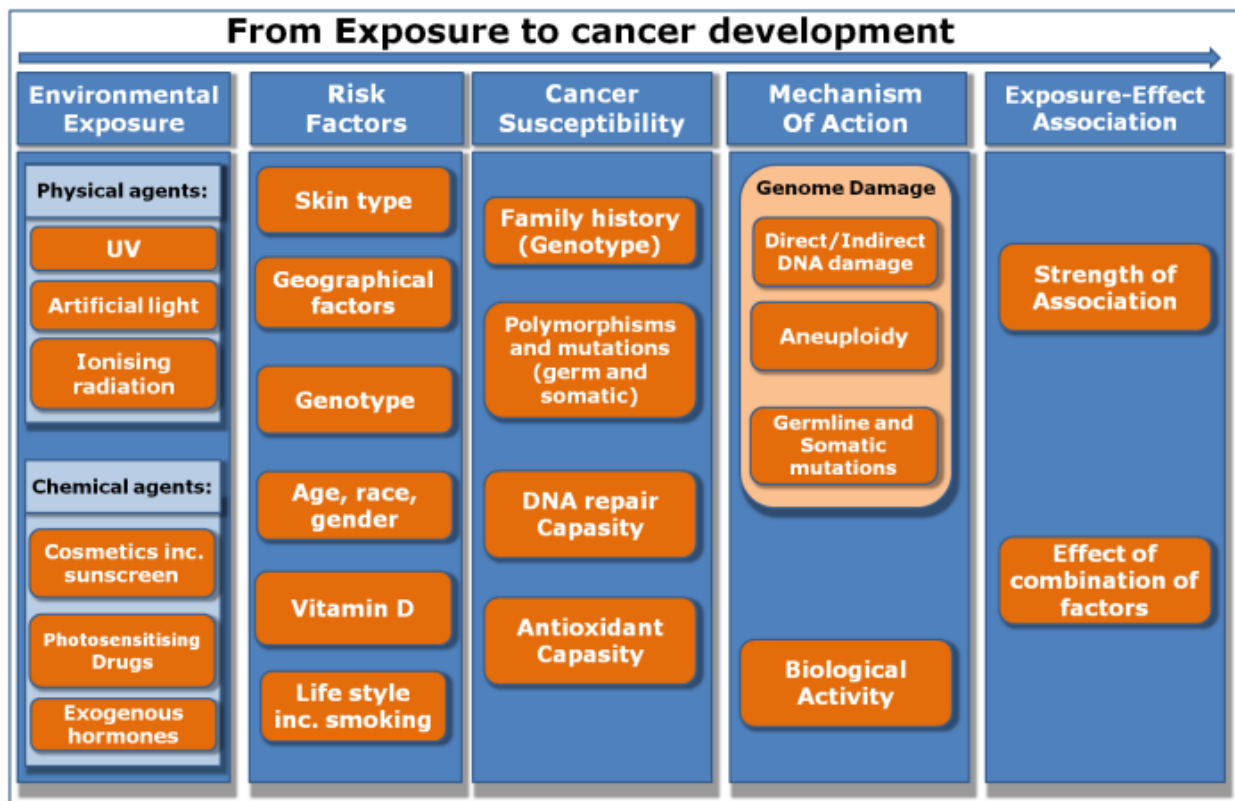 From Exposure to cancer development
Environmental
Exposure
Physical agents:
UV
Artificial light
Ionising
radiation
Chemical agents:
Cosmetics inc.
sunscreen
Photosensitising
Drugs
Exogenous
hormones
Risk
Factors
Skin type
Geographical
factors
Genotype
Age, race,
gender
Vitamin D
Life style
inc. smoking
Cancer
Susceptibility
Family history
(Genotype)
Polymorphisms
and mutations
(germ and
somatic)
DNA repair
Capasity
Antioxidant
Capasity
Mechanism
Of Action
Genome Damage
Direct/Indirect
DNA damage
Aneuploidy
Germline and
Somatic
mutations
Biological
Activity
Exposure-Effect
Association
Strength of
Association
Effect of
combination of
factors